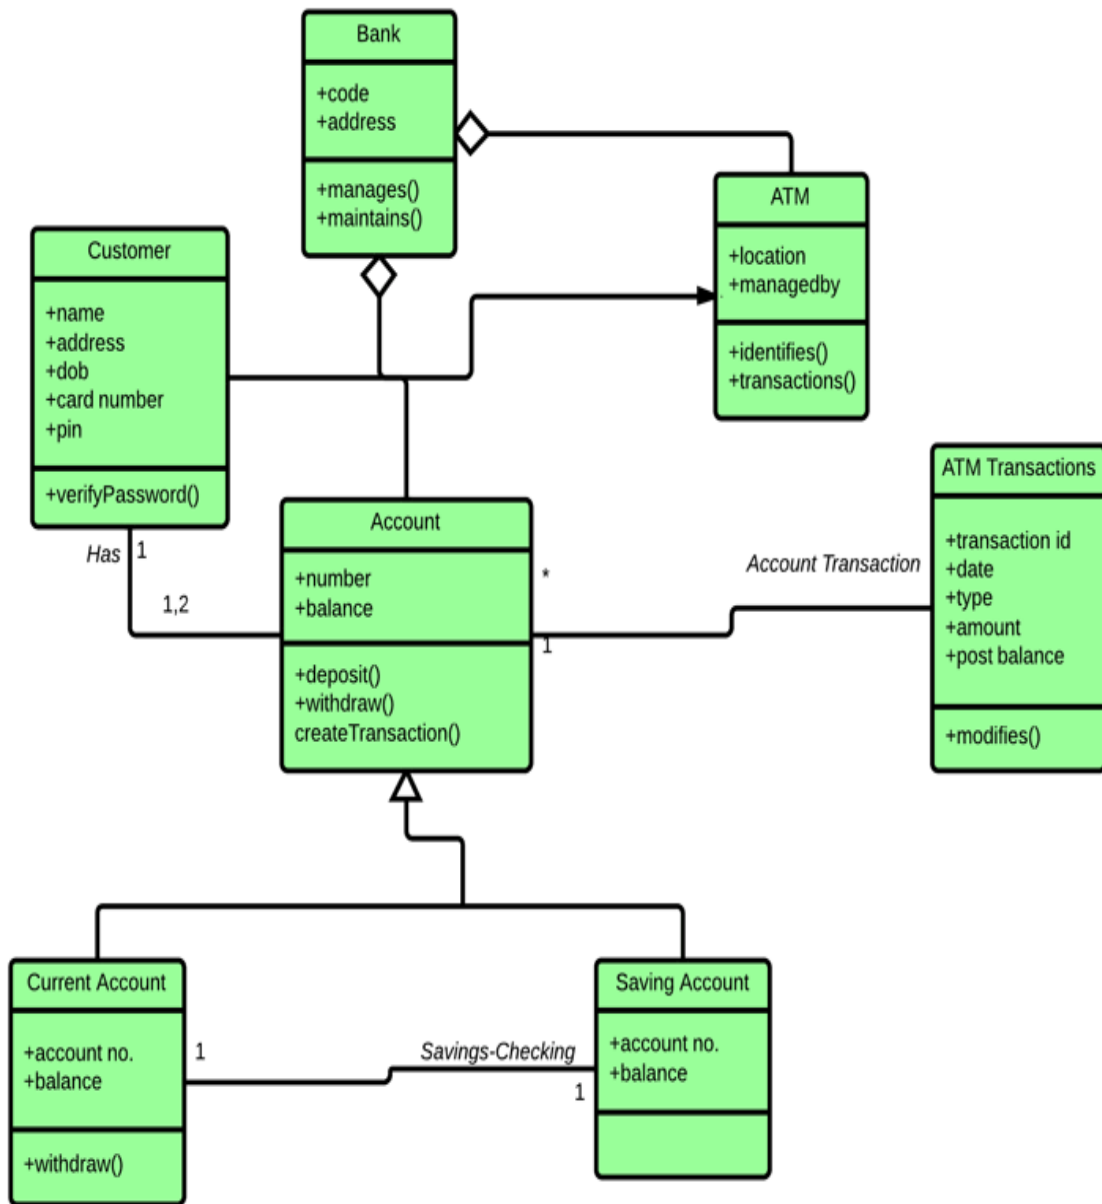 Bank
+code
+address
+manages()
+maintains()
ATM
+location
+managedby
+identifies()
+transactions()
Customer
+name
+address
+dob
+card number
+pin
+verifyPassword()
Has
1
1,2
Account
+number
+balance
+deposit()
+withdraw()
createTransaction()
*
1
Account Transaction
ATM Transactions
+transaction id
+date
+type
+amount
+post balance
+modifies()
Current Account
+account no.
+balance
+withdraw()
1
Savings-Checking
1
Saving Account
+account no.
+balance